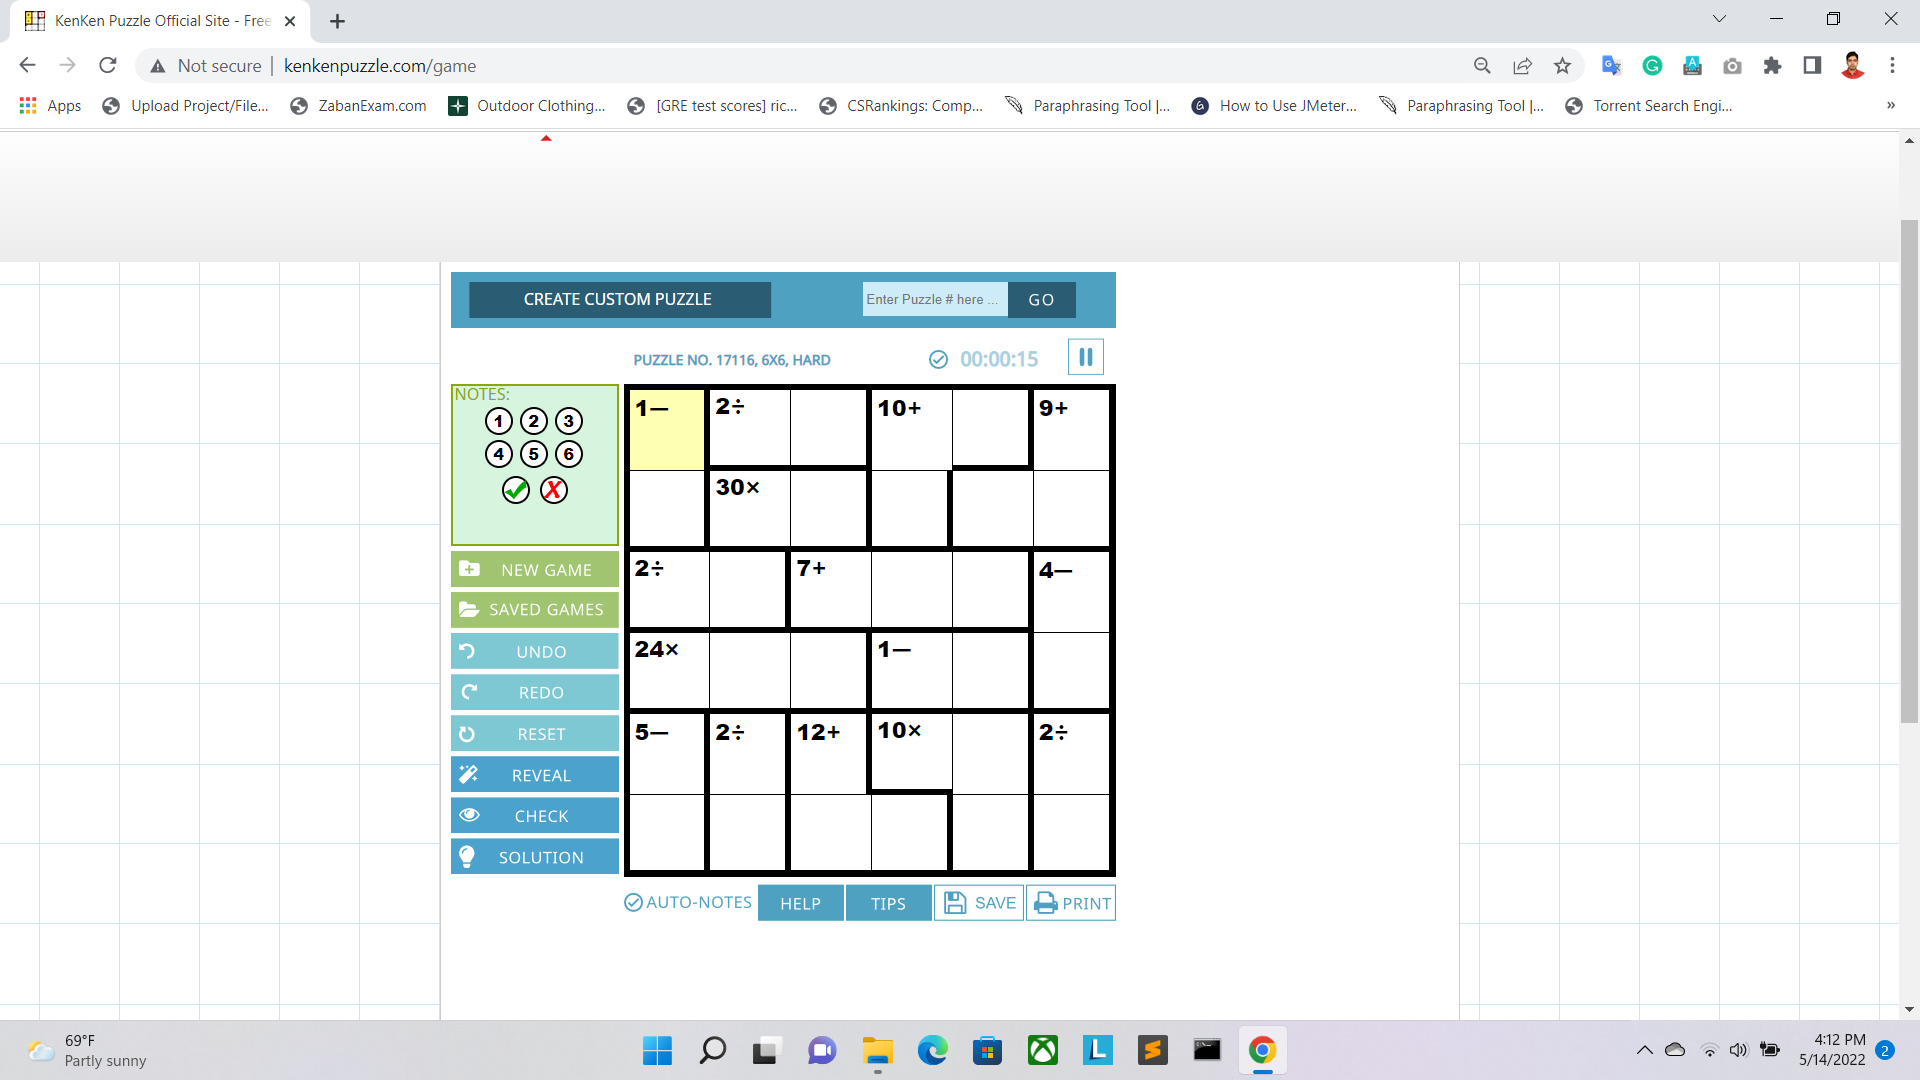 KenKen Puzzle Official Site - Free
Not secure | kenkenpuzzle.com/game
Apps Upload Project/File... ZabanExam.com Outdoor Clothing... [GRE test scores] ric... CSRankings: Comp... Paraphrasing Tool |... How to Use JMeter... Paraphrasing Tool |... Torrent Search Engi... »
CREATE CUSTOM PUZZLE Enter Puzzle # here ... GO
PUZZLE NO. 17116, 6X6, HARD 00:00:15
NOTES:
1 2 3
4 5 6
✓ X
NEW GAME
SAVED GAMES
UNDO
REDO
RESET
REVEAL
CHECK
SOLUTION
1− 2÷ 10+ 9+
30×
2÷ 7+ 4−
24× 1−
5− 2÷ 12+ 10× 2÷
AUTO-NOTES HELP TIPS SAVE PRINT
69°F
Partly sunny
4:12 PM
5/14/2022
2